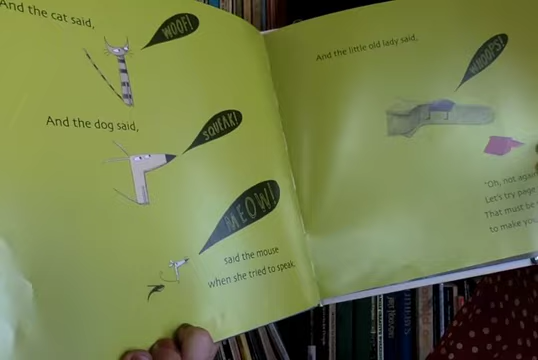 And the cat said,
WOOF!
And the dog said,
SQUEAK!
MEOW!
said the mouse
when she tried to speak.
And the little old lady said,
WHOOPS!
"Oh, not again
Let's try page
That must be
to make you